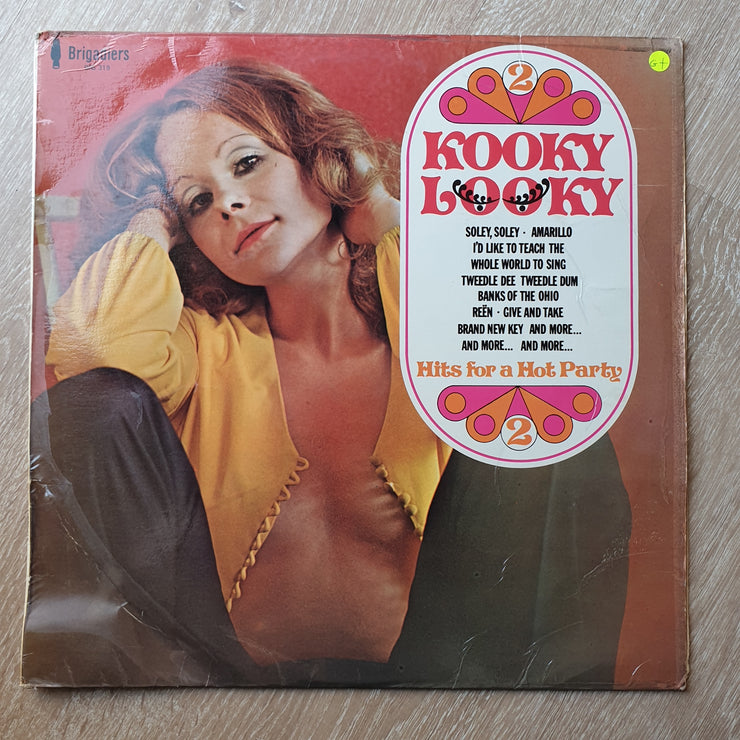 Brigadiers
G+
2
KOOKY
LOOKY
SOLEY, SOLEY · AMARILLO
I'D LIKE TO TEACH THE
WHOLE WORLD TO SING
TWEEDLE DEE TWEEDLE DUM
BANKS OF THE OHIO
REËN · GIVE AND TAKE
BRAND NEW KEY AND MORE...
AND MORE... AND MORE...
Hits for a Hot Party
2